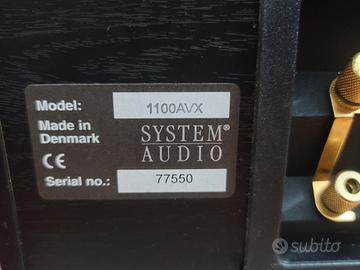 Model: 1100AVX
Made in
Denmark
SYSTEM®
AUDIO
CE
Serial no.: 77550
subito